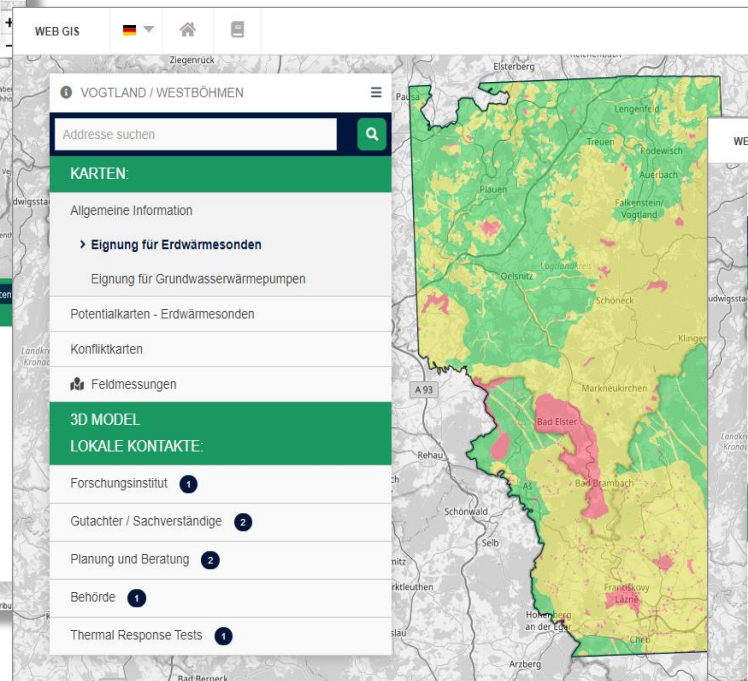 WEB GIS
VOGTLAND / WESTBÖHMEN
Addresse suchen
KARTEN:
Allgemeine Information
> Eignung für Erdwärmesonden
Eignung für Grundwasserwärmepumpen
Potentialkarten - Erdwärmesonden
Konfliktkarten
Feldmessungen
3D MODEL
LOKALE KONTAKTE:
Forschungsinstitut 1
Gutachter / Sachverständige 2
Planung und Beratung 2
Behörde 1
Thermal Response Tests 1
Ziegenrück
Elsterberg
Pausa
Lengenfeld
Treuen
Rodewisch
Auerbach
Plauen
Falkenstein/
Vogtland
Vogtlandkreis
Oelsnitz
Schöneck
Klingen
A 93
Markneukirchen
Bad Elster
Rehau
Aš
Bad Brambach
Schönwald
Selb
Františkovy
Lázně
Hohenberg
an der Eger
Cheb
Arzberg
Bad Berneck
WE